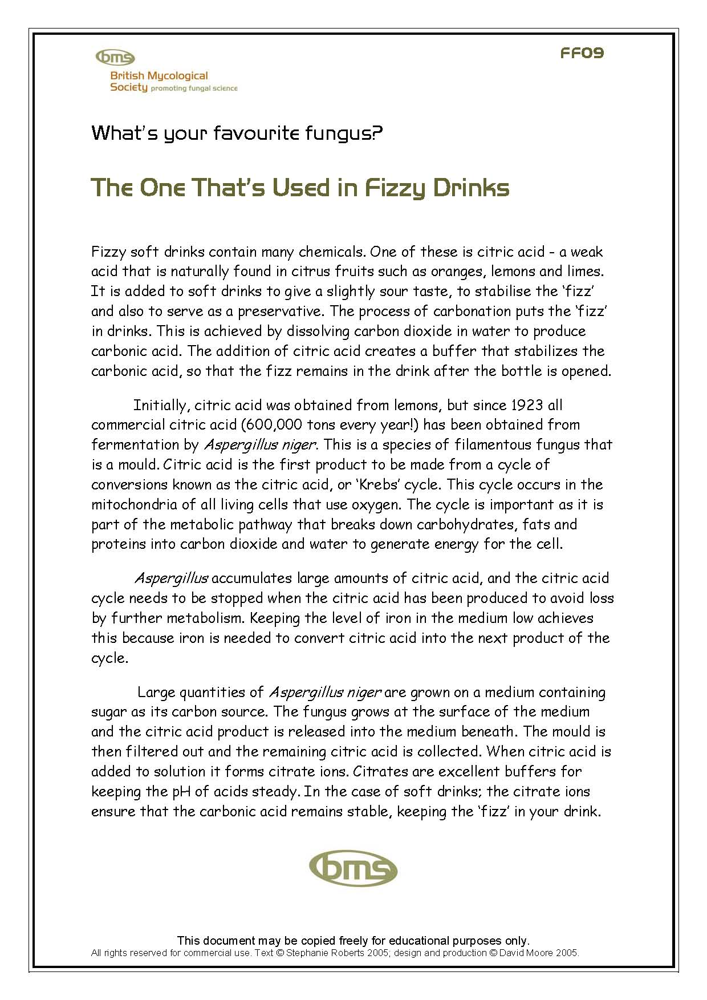 bms
FF09
British Mycological
Society promoting fungal science
What's your favourite fungus?
The One That's Used in Fizzy Drinks
Fizzy soft drinks contain many chemicals. One of these is citric acid - a weak
acid that is naturally found in citrus fruits such as oranges, lemons and limes.
It is added to soft drinks to give a slightly sour taste, to stabilise the ‘fizz’
and also to serve as a preservative. The process of carbonation puts the ‘fizz’
in drinks. This is achieved by dissolving carbon dioxide in water to produce
carbonic acid. The addition of citric acid creates a buffer that stabilizes the
carbonic acid, so that the fizz remains in the drink after the bottle is opened.
Initially, citric acid was obtained from lemons, but since 1923 all
commercial citric acid (600,000 tons every year!) has been obtained from
fermentation by Aspergillus niger. This is a species of filamentous fungus that
is a mould. Citric acid is the first product to be made from a cycle of
conversions known as the citric acid, or ‘Krebs’ cycle. This cycle occurs in the
mitochondria of all living cells that use oxygen. The cycle is important as it is
part of the metabolic pathway that breaks down carbohydrates, fats and
proteins into carbon dioxide and water to generate energy for the cell.
Aspergillus accumulates large amounts of citric acid, and the citric acid
cycle needs to be stopped when the citric acid has been produced to avoid loss
by further metabolism. Keeping the level of iron in the medium low achieves
this because iron is needed to convert citric acid into the next product of the
cycle.
Large quantities of Aspergillus niger are grown on a medium containing
sugar as its carbon source. The fungus grows at the surface of the medium
and the citric acid product is released into the medium beneath. The mould is
then filtered out and the remaining citric acid is collected. When citric acid is
added to solution it forms citrate ions. Citrates are excellent buffers for
keeping the pH of acids steady. In the case of soft drinks; the citrate ions
ensure that the carbonic acid remains stable, keeping the ‘fizz’ in your drink.
bms
This document may be copied freely for educational purposes only.
All rights reserved for commercial use. Text © Stephanie Roberts 2005; design and production © David Moore 2005.